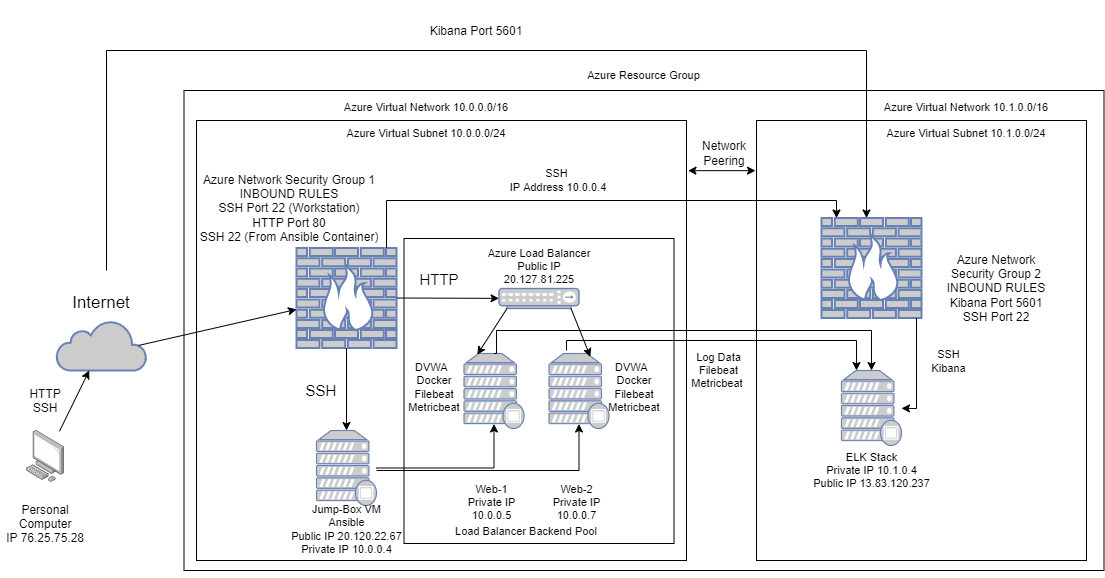 Kibana Port 5601
Azure Resource Group
Azure Virtual Network 10.0.0.0/16
Azure Virtual Network 10.1.0.0/16
Azure Virtual Subnet 10.0.0.0/24
Azure Virtual Subnet 10.1.0.0/24
Network
Peering
Azure Network Security Group 1
INBOUND RULES
SSH Port 22 (Workstation)
HTTP Port 80
SSH 22 (From Ansible Container)
SSH
IP Address 10.0.0.4
Azure Load Balancer
Public IP
20.127.81.225
HTTP
Azure Network
Security Group 2
INBOUND RULES
Kibana Port 5601
SSH Port 22
Internet
HTTP
SSH
Personal
Computer
IP 76.25.75.28
SSH
DVWA
Docker
Filebeat
Metricbeat
DVWA
Docker
Filebeat
Metricbeat
Log Data
Filebeat
Metricbeat
SSH
Kibana
ELK Stack
Private IP 10.1.0.4
Public IP 13.83.120.237
Jump-Box VM
Ansible
Public IP 20.120.22.67
Private IP 10.0.0.4
Web-1
Private IP
10.0.0.5
Web-2
Private IP
10.0.0.7
Load Balancer Backend Pool